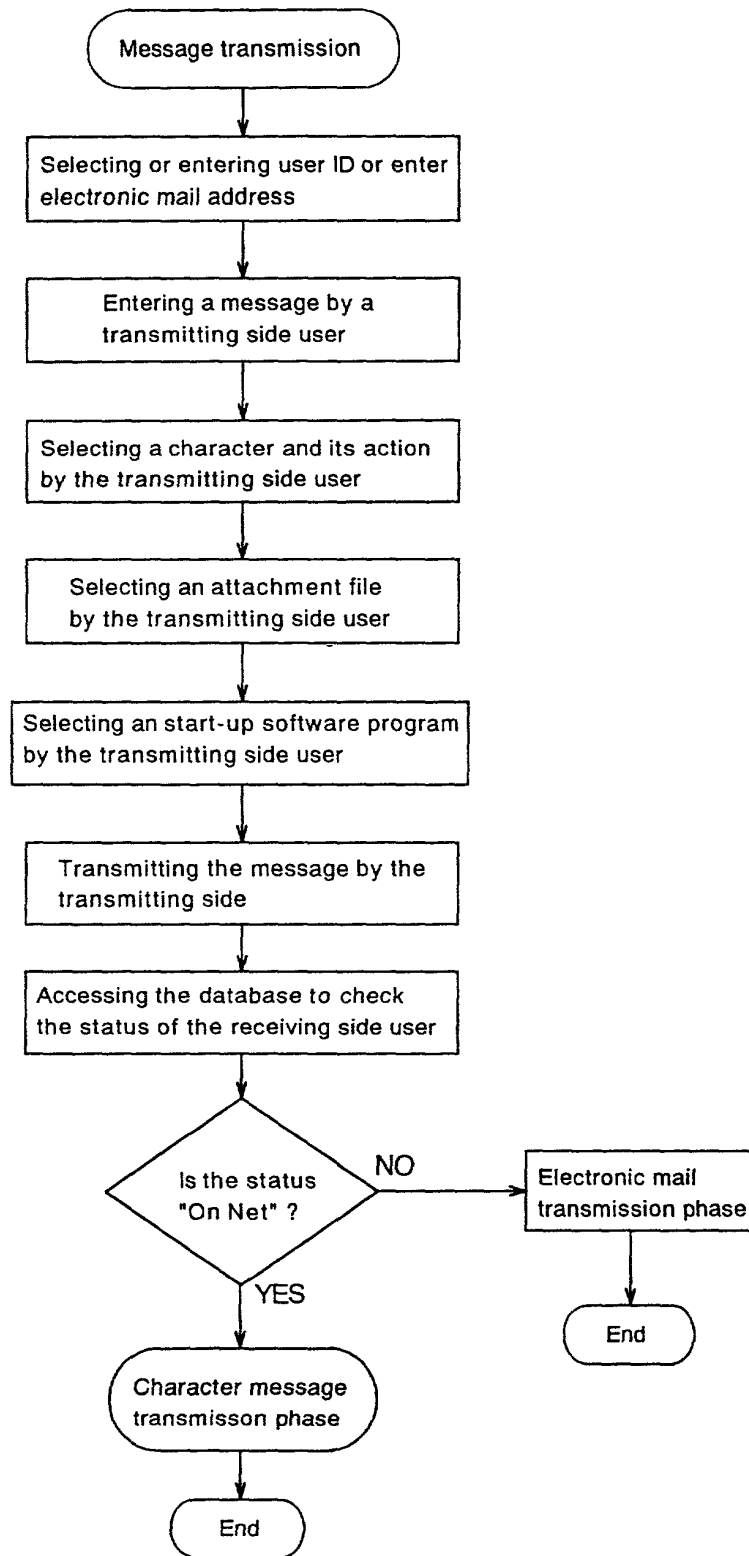 Message transmission
Selecting or entering user ID or enter
electronic mail address
Entering a message by a
transmitting side user
Selecting a character and its action
by the transmitting side user
Selecting an attachment file
by the transmitting side user
Selecting an start-up software program
by the transmitting side user
Transmitting the message by the
transmitting side
Accessing the database to check
the status of the receiving side user
Is the status
"On Net" ?
NO
Electronic mail
transmission phase
End
YES
Character message
transmisson phase
End